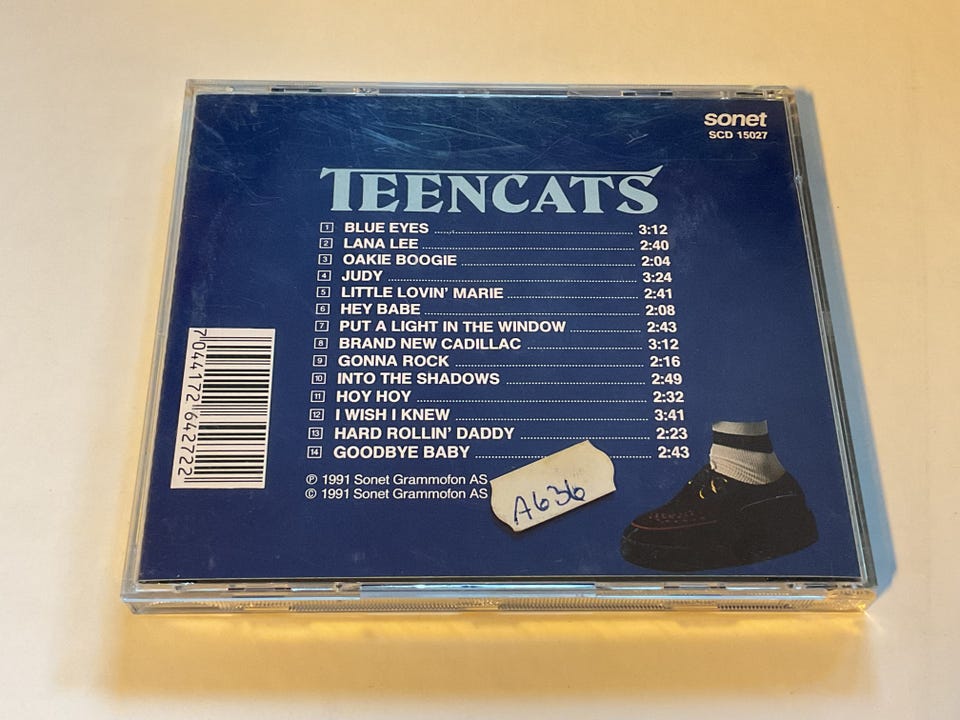 sonet
SCD 15027
TEENCATS
1 BLUE EYES 3:12
2 LANA LEE 2:40
3 OAKIE BOOGIE 2:04
4 JUDY 3:24
5 LITTLE LOVIN' MARIE 2:41
6 HEY BABE 2:08
7 PUT A LIGHT IN THE WINDOW 2:43
8 BRAND NEW CADILLAC 3:12
9 GONNA ROCK 2:16
10 INTO THE SHADOWS 2:49
11 HOY HOY 2:32
12 I WISH I KNEW 3:41
13 HARD ROLLIN' DADDY 2:23
14 GOODBYE BABY 2:43
℗ 1991 Sonet Grammofon AS
© 1991 Sonet Grammofon AS
A636
7 044172 642722